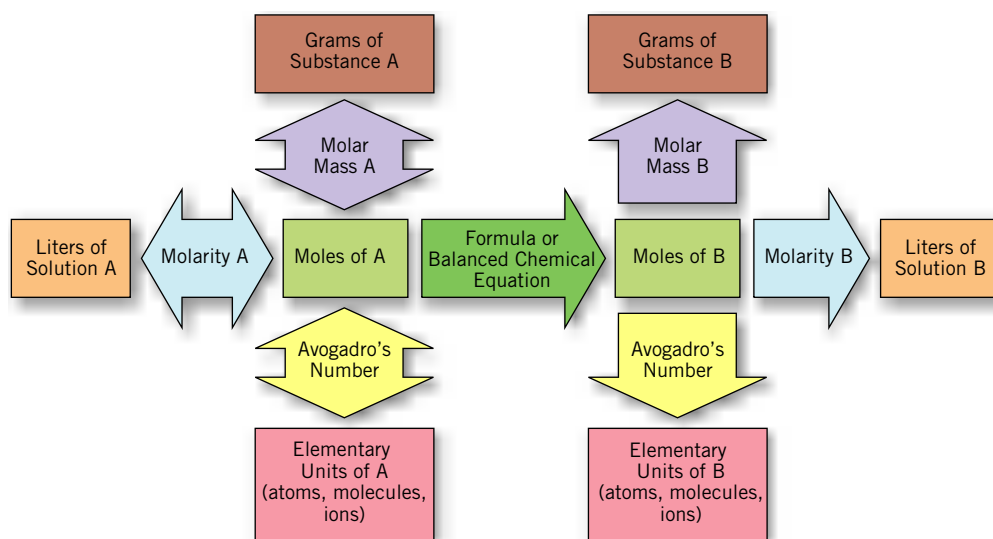 Grams of
Substance A
Grams of
Substance B
Molar
Mass A
Molar
Mass B
Liters of
Solution A
Molarity A
Moles of A
Formula or
Balanced Chemical
Equation
Moles of B
Molarity B
Liters of
Solution B
Avogadro’s
Number
Avogadro’s
Number
Elementary
Units of A
(atoms, molecules,
ions)
Elementary
Units of B
(atoms, molecules,
ions)